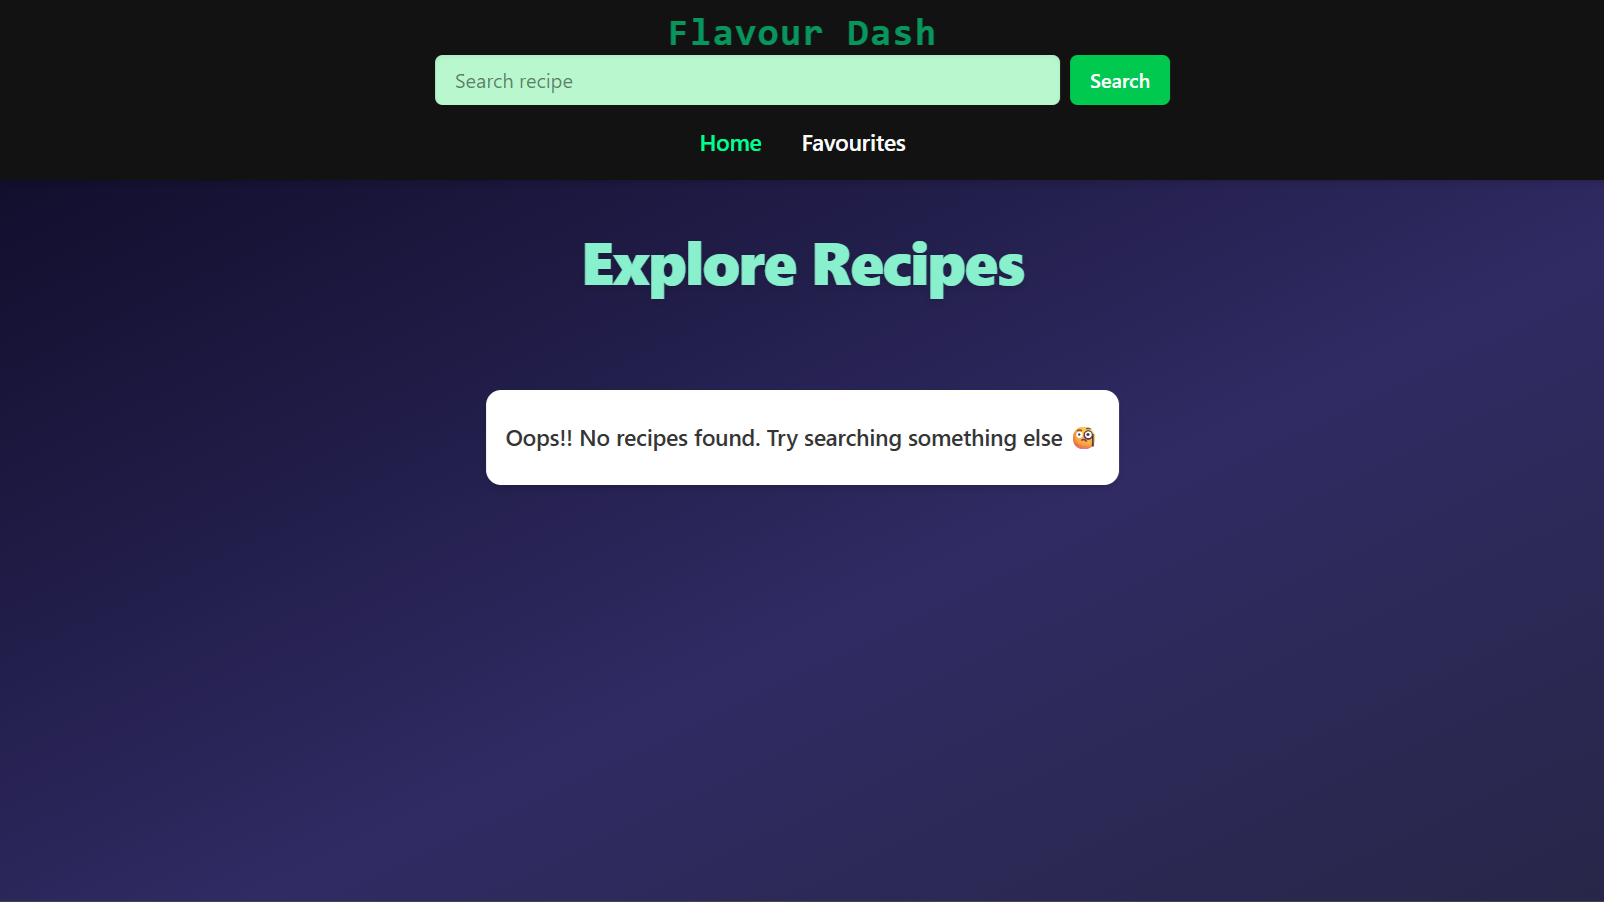 Flavour Dash
Search recipe
Search
Home Favourites
Explore Recipes
Oops!! No recipes found. Try searching something else 🧐